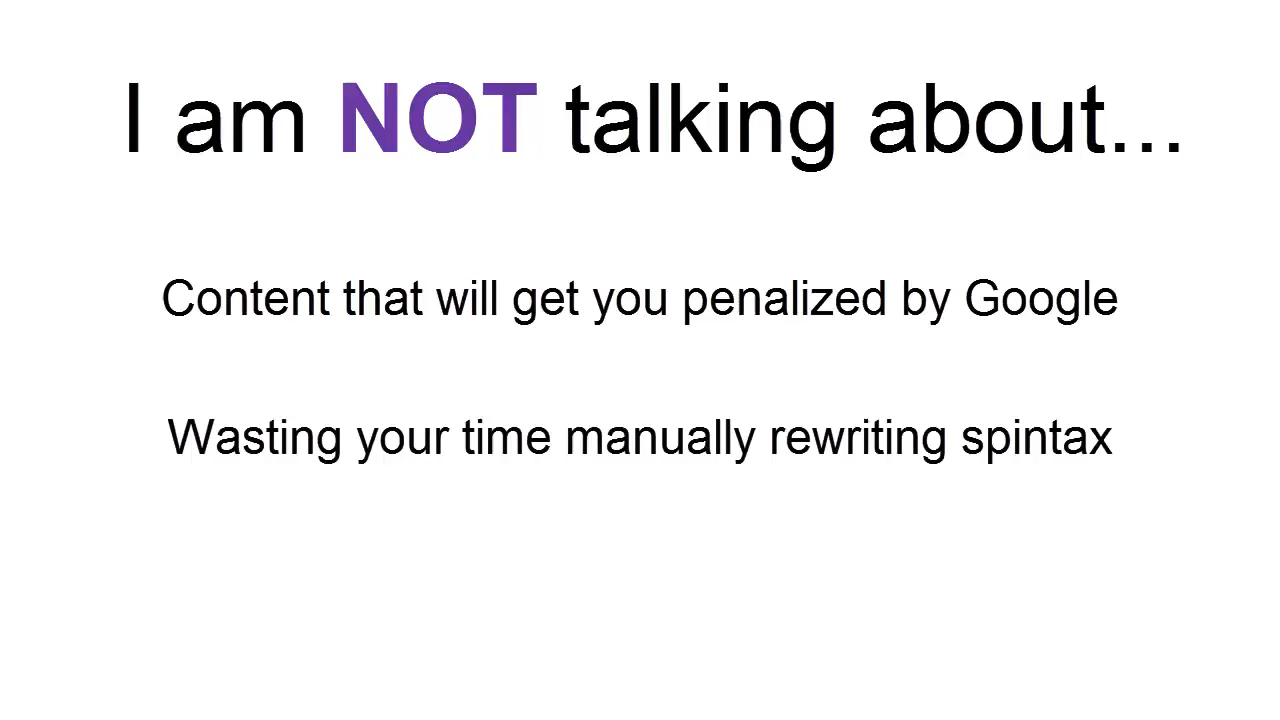 I am NOT talking about...
Content that will get you penalized by Google
Wasting your time manually rewriting spintax